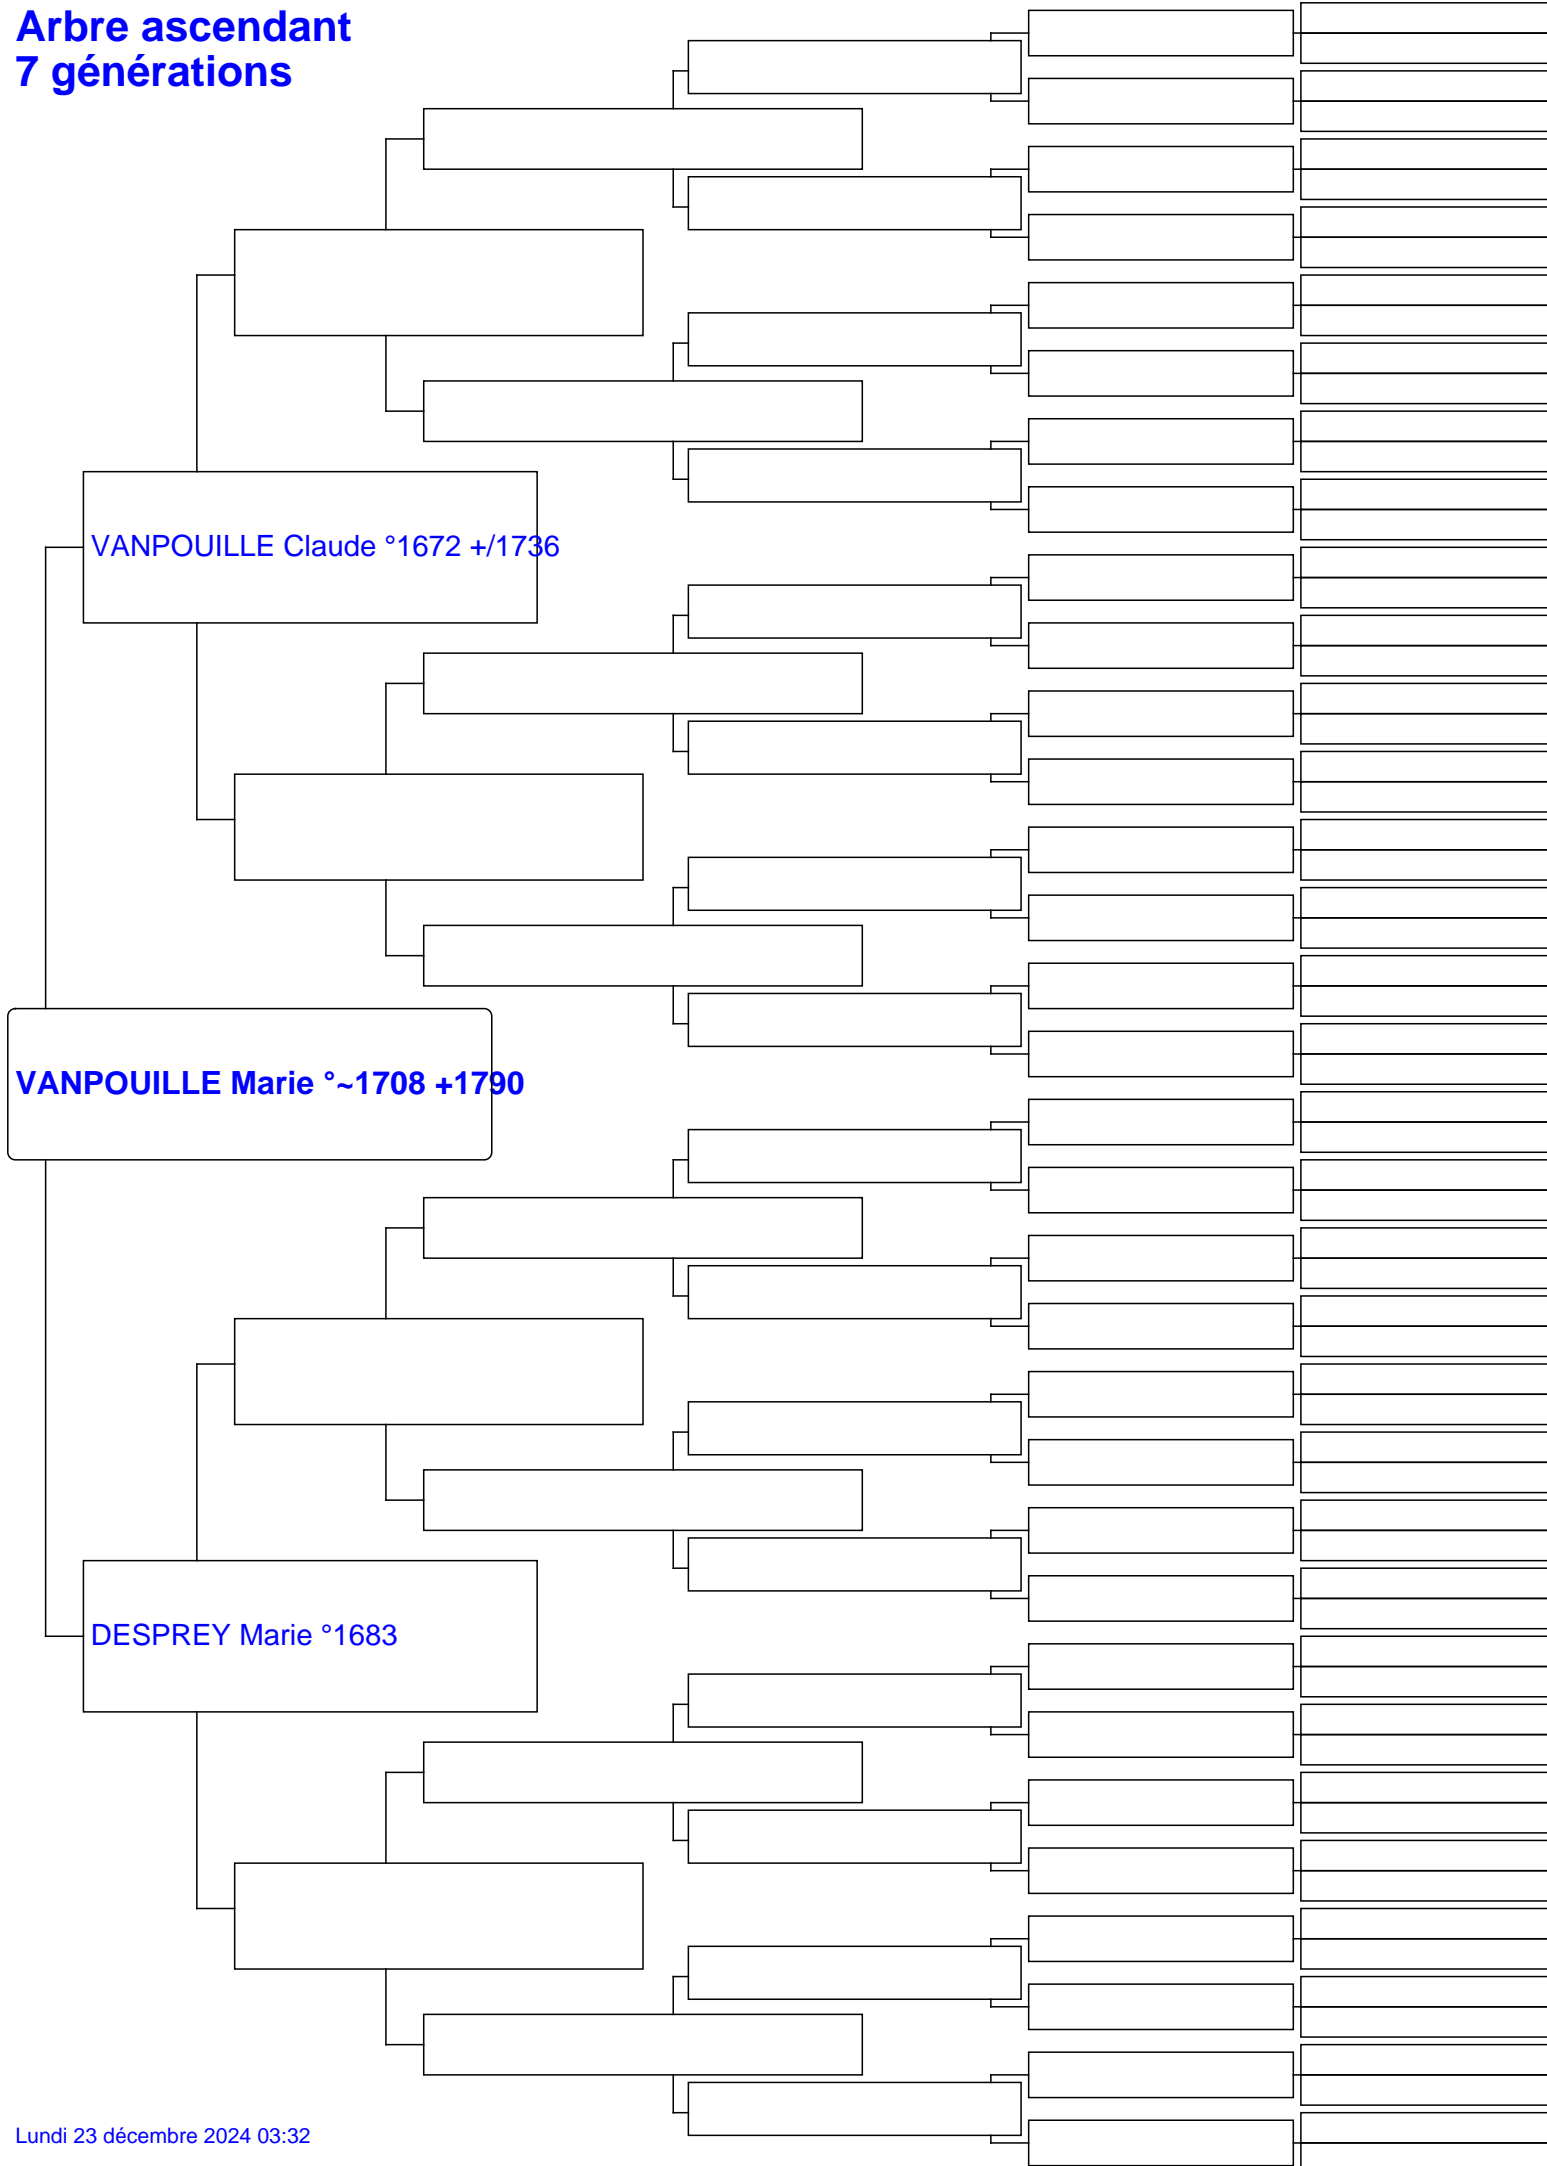 Arbre ascendant
7 générations
VANPOUILLE Claude °1672 +/1736
VANPOUILLE Marie °~1708 +1790
DESPREY Marie °1683
Lundi 23 décembre 2024 03:32